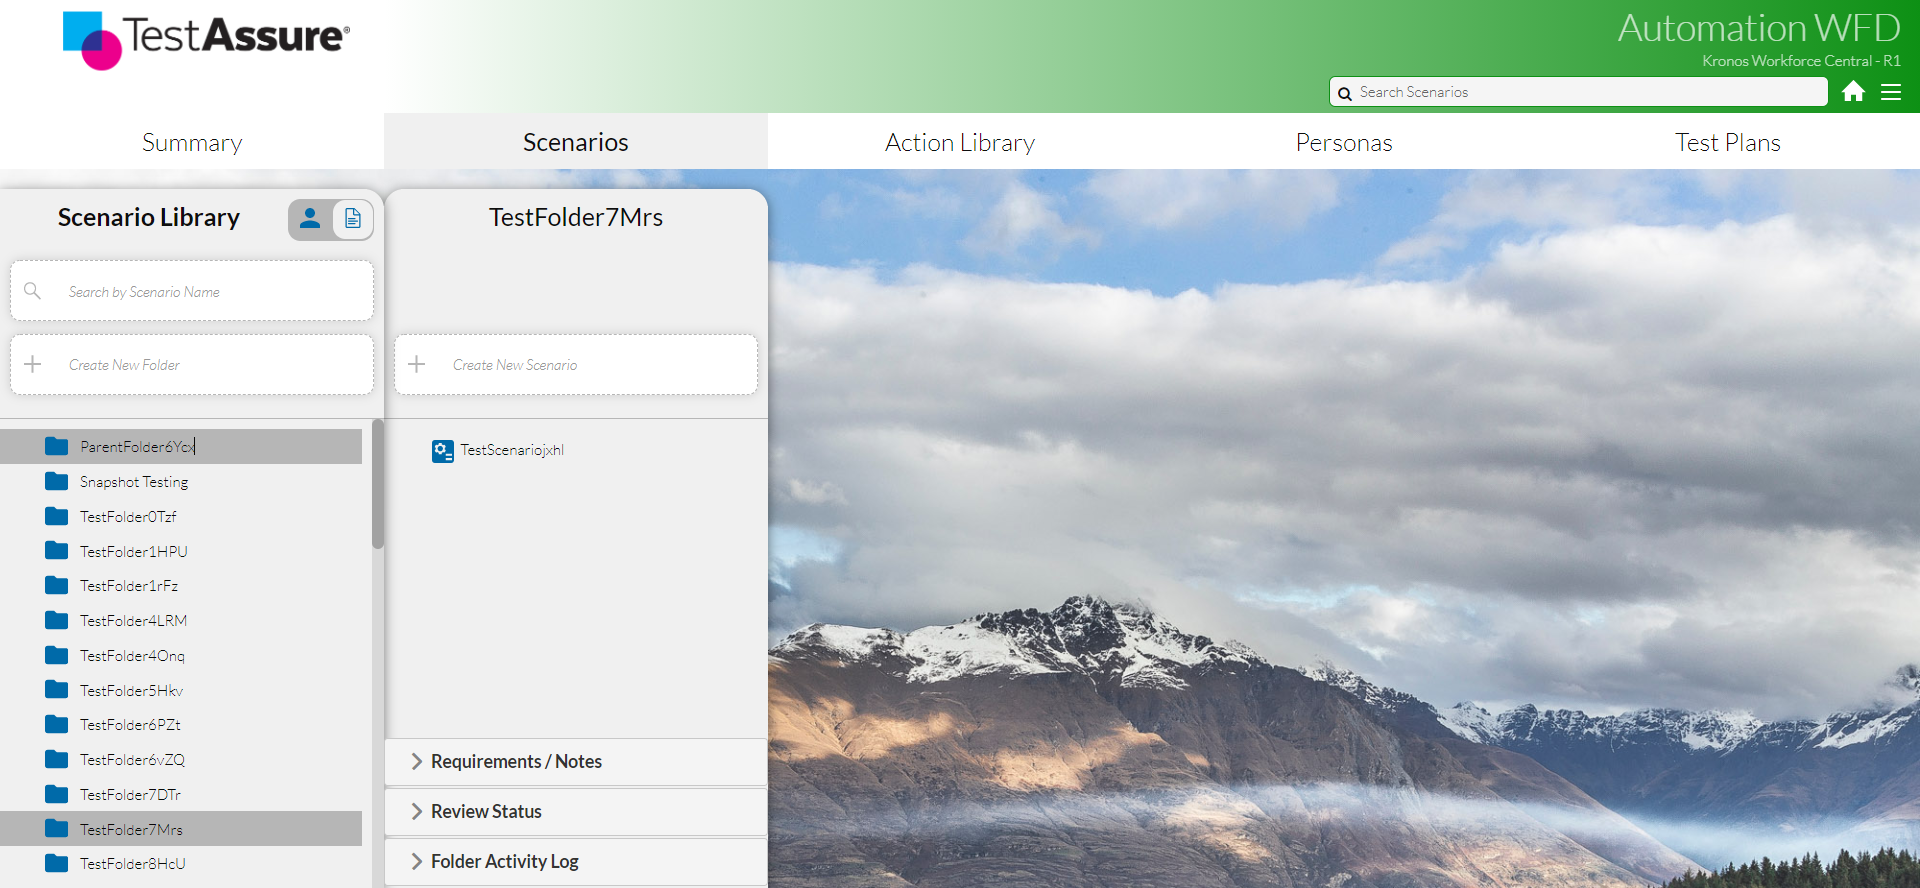 TestAssure®
Automation WFD
Kronos Workforce Central - R1
Search Scenarios
Summary
Scenarios
Action Library
Personas
Test Plans
Scenario Library
Search by Scenario Name
Create New Folder
ParentFolder6Ycx
Snapshot Testing
TestFolder0Tzf
TestFolder1HPU
TestFolder1rFz
TestFolder4LRM
TestFolder4Onq
TestFolder5Hkv
TestFolder6PZt
TestFolder6vZQ
TestFolder7DTr
TestFolder7Mrs
TestFolder8HcU
TestFolder7Mrs
Create New Scenario
TestScenariojxhl
Requirements / Notes
Review Status
Folder Activity Log